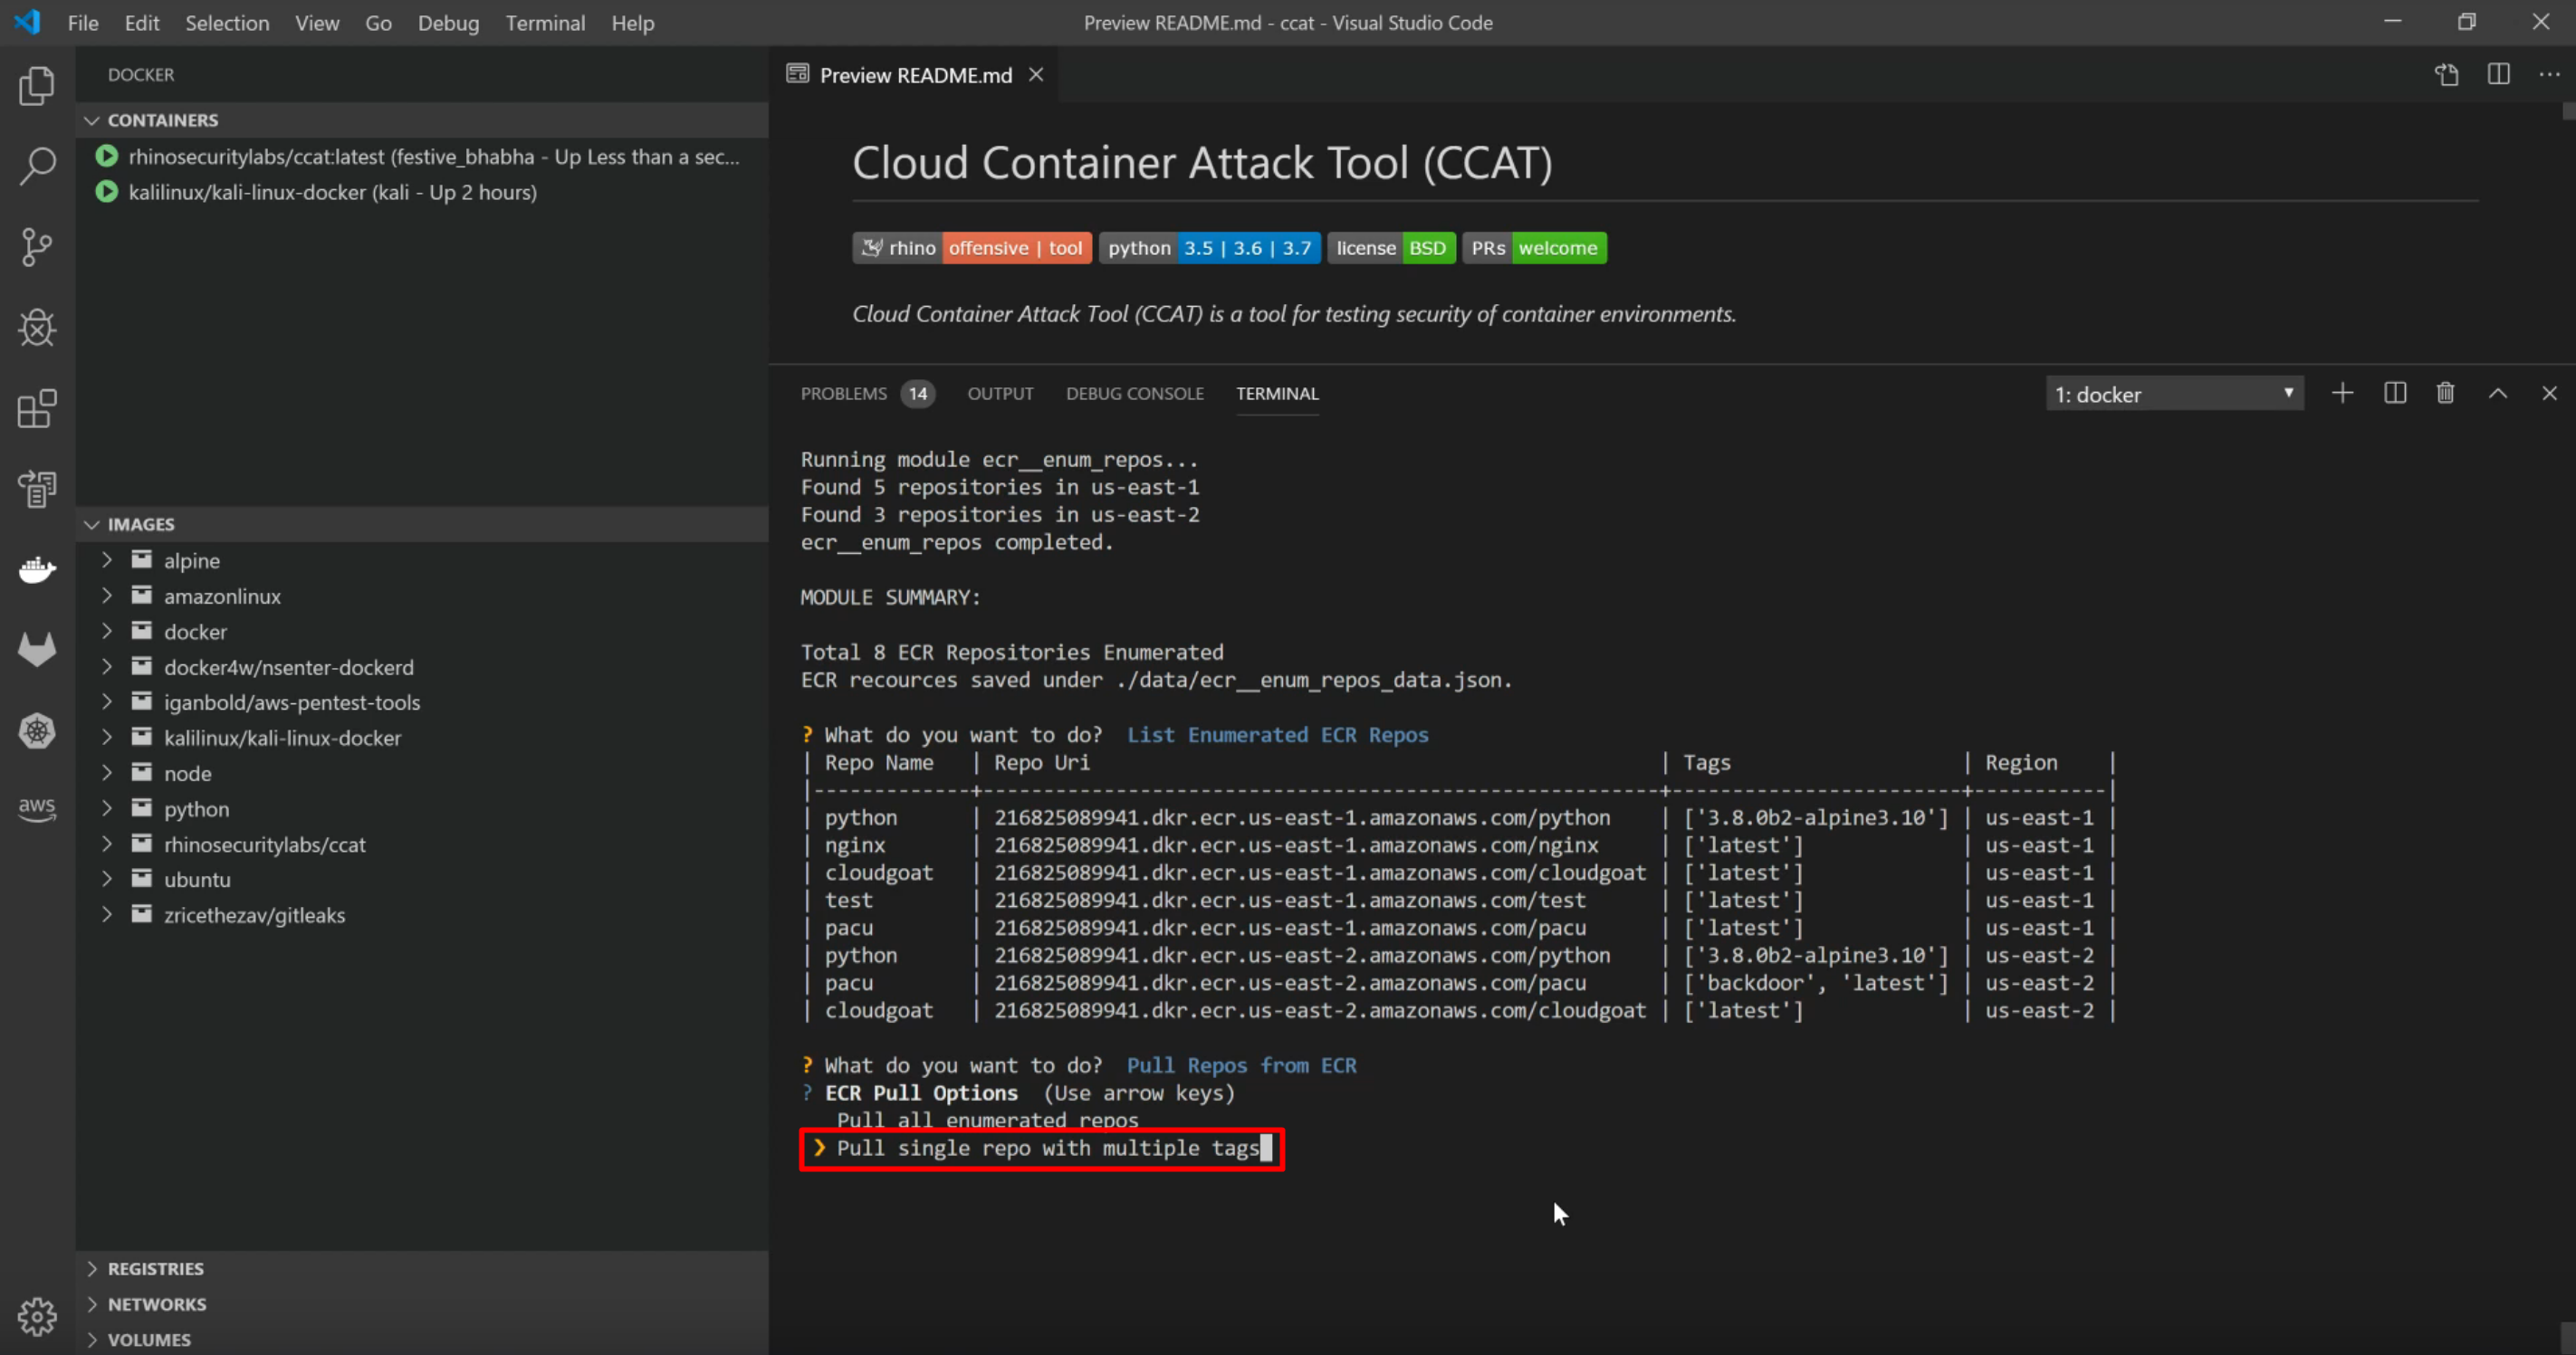 File Edit Selection View Go Debug Terminal Help
Preview README.md - ccat - Visual Studio Code
DOCKER
CONTAINERS
rhinosecuritylabs/ccat:latest (festive_bhabha - Up Less than a sec...
kalilinux/kali-linux-docker (kali - Up 2 hours)
IMAGES
alpine
amazonlinux
docker
docker4w/nsenter-dockerd
iganbold/aws-pentest-tools
kalilinux/kali-linux-docker
node
python
rhinosecuritylabs/ccat
ubuntu
zricethezav/gitleaks
REGISTRIES
NETWORKS
VOLUMES
aws
Preview README.md
Cloud Container Attack Tool (CCAT)
rhino offensive | tool python 3.5 | 3.6 | 3.7 license BSD PRs welcome
Cloud Container Attack Tool (CCAT) is a tool for testing security of container environments.
PROBLEMS 14 OUTPUT DEBUG CONSOLE TERMINAL 1: docker
Running module ecr__enum_repos...
Found 5 repositories in us-east-1
Found 3 repositories in us-east-2
ecr__enum_repos completed.
MODULE SUMMARY:
Total 8 ECR Repositories Enumerated
ECR recources saved under ./data/ecr__enum_repos_data.json.
? What do you want to do? List Enumerated ECR Repos
| Repo Name | Repo Uri | Tags | Region |
|-------------+--------------------------------------------------------+------------------------+-----------|
| python | 216825089941.dkr.ecr.us-east-1.amazonaws.com/python | ['3.8.0b2-alpine3.10'] | us-east-1 |
| nginx | 216825089941.dkr.ecr.us-east-1.amazonaws.com/nginx | ['latest'] | us-east-1 |
| cloudgoat | 216825089941.dkr.ecr.us-east-1.amazonaws.com/cloudgoat | ['latest'] | us-east-1 |
| test | 216825089941.dkr.ecr.us-east-1.amazonaws.com/test | ['latest'] | us-east-1 |
| pacu | 216825089941.dkr.ecr.us-east-1.amazonaws.com/pacu | ['latest'] | us-east-1 |
| python | 216825089941.dkr.ecr.us-east-2.amazonaws.com/python | ['3.8.0b2-alpine3.10'] | us-east-2 |
| pacu | 216825089941.dkr.ecr.us-east-2.amazonaws.com/pacu | ['backdoor', 'latest'] | us-east-2 |
| cloudgoat | 216825089941.dkr.ecr.us-east-2.amazonaws.com/cloudgoat | ['latest'] | us-east-2 |
? What do you want to do? Pull Repos from ECR
? ECR Pull Options (Use arrow keys)
Pull all enumerated repos
❯ Pull single repo with multiple tags